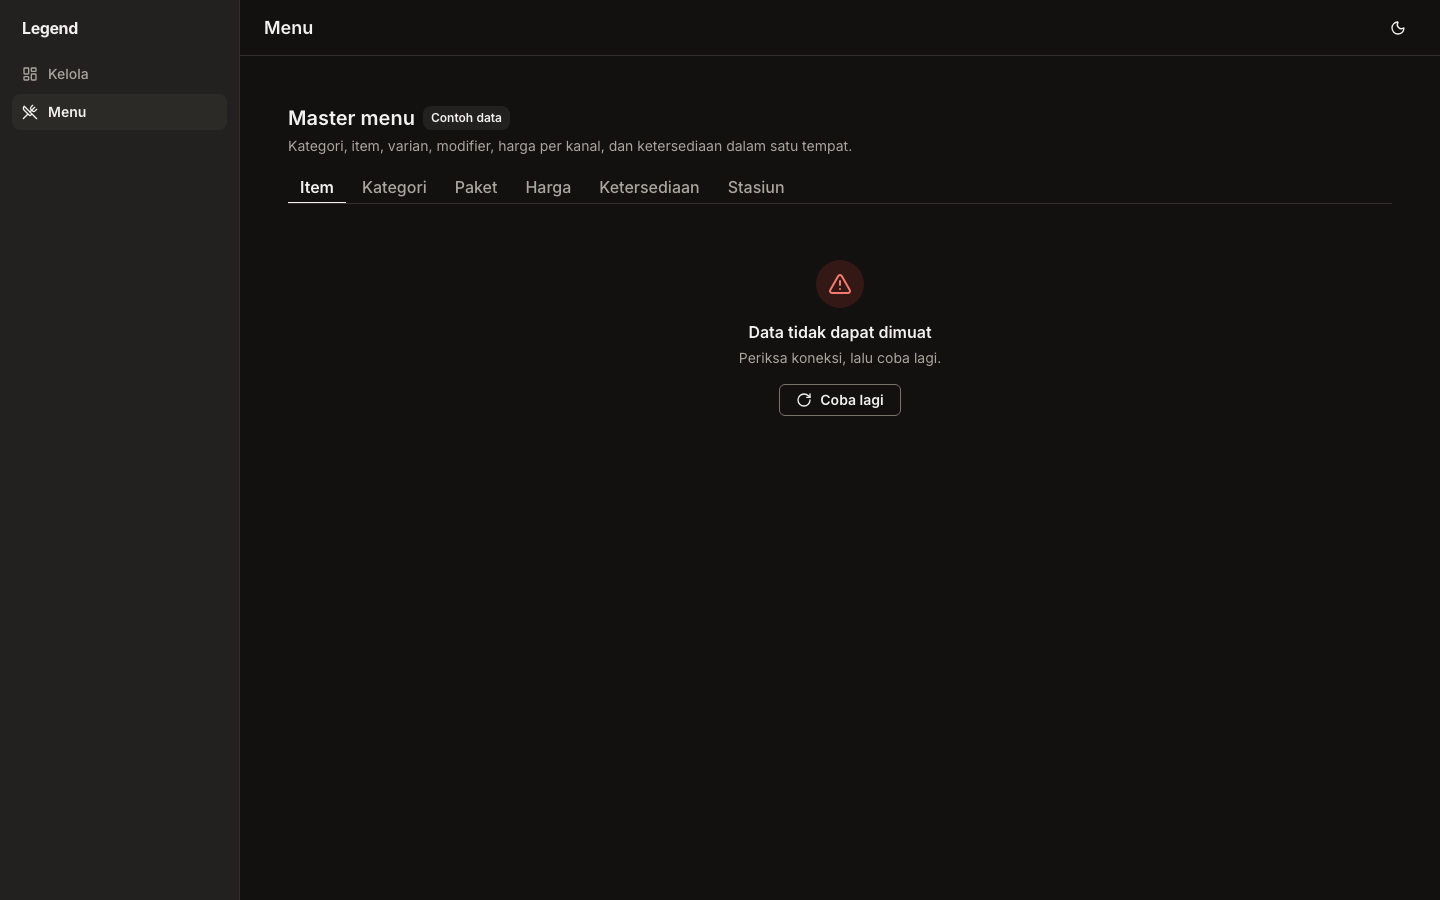 Legend
Menu
Kelola
Menu
Master menu
Contoh data
Kategori, item, varian, modifier, harga per kanal, dan ketersediaan dalam satu tempat.
Item
Kategori
Paket
Harga
Ketersediaan
Stasiun
Data tidak dapat dimuat
Periksa koneksi, lalu coba lagi.
Coba lagi